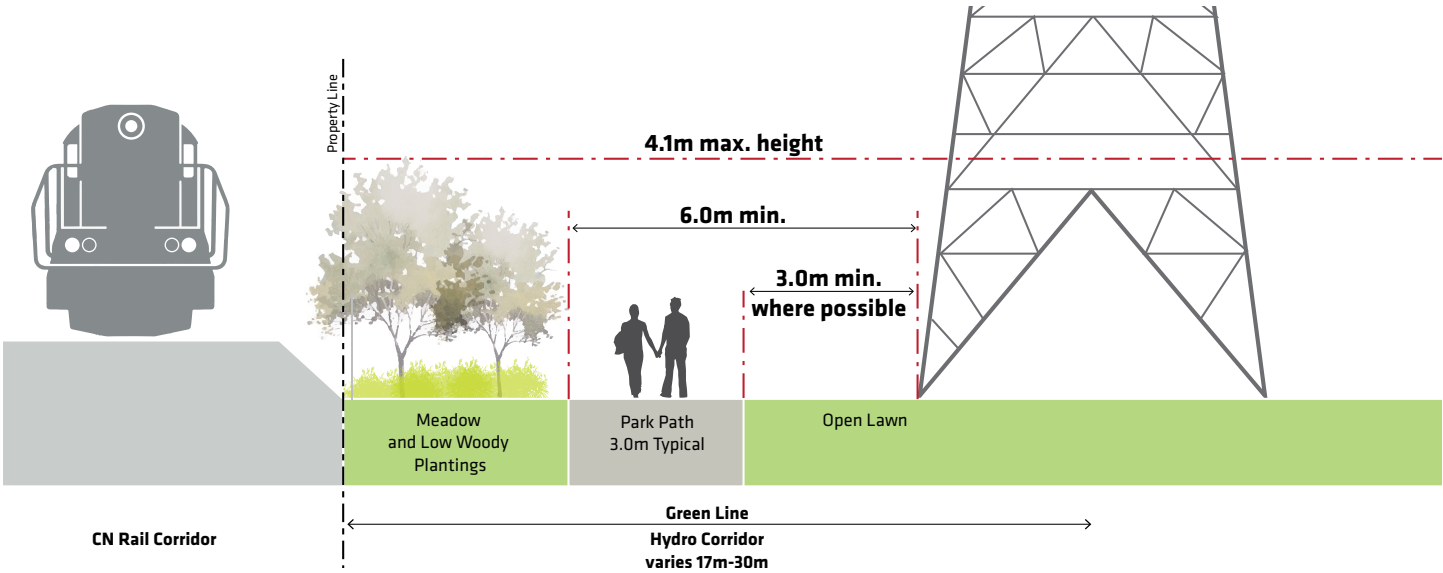 Property Line
4.1m max. height
6.0m min.
3.0m min.
where possible
Meadow
and Low Woody
Plantings
Park Path
3.0m Typical
Open Lawn
CN Rail Corridor
Green Line
Hydro Corridor
varies 17m-30m